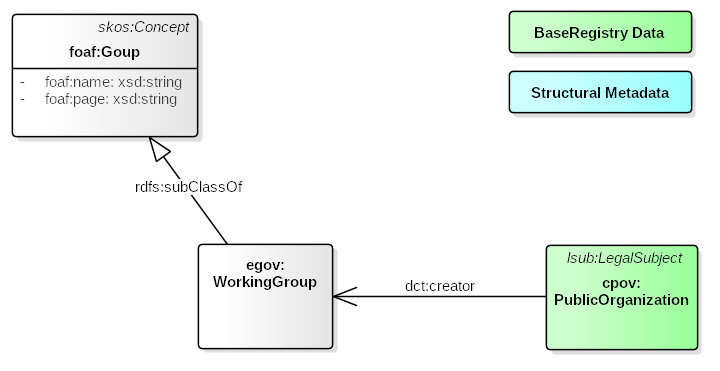 skos:Concept
foaf:Goup
- foaf:name: xsd:string
- foaf:page: xsd:string
BaseRegistry Data
Structural Metadata
rdfs:subClassOf
egov:
WorkingGroup
dct:creator
lsub:LegalSubject
cpov:
PublicOrganization